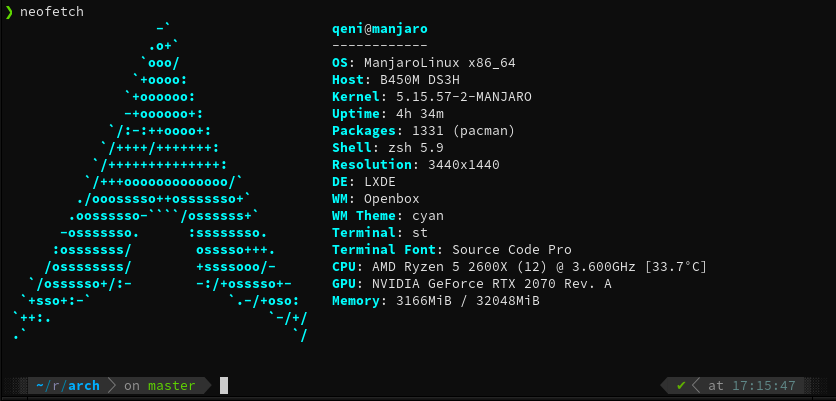 ❯ neofetch
-`
.o+`
`ooo/
`+oooo:
`+oooooo:
-+oooooo+:
`/:-:++oooo+:
`/++++/+++++++:
`/++++++++++++++:
`/+++ooooooooooooo/`
./ooosssso++osssssso+`
.oossssso-````/ossssss+`
-osssssso. :ssssssso.
:osssssss/ osssso+++.
/ossssssss/ +ssssooo/-
`/ossssso+/:- -:/+osssso+-
`+sso+:-` `.-/+oso:
`++:. `-/+/
.` `/
qeni@manjaro
------------
OS: ManjaroLinux x86_64
Host: B450M DS3H
Kernel: 5.15.57-2-MANJARO
Uptime: 4h 34m
Packages: 1331 (pacman)
Shell: zsh 5.9
Resolution: 3440x1440
DE: LXDE
WM: Openbox
WM Theme: cyan
Terminal: st
Terminal Font: Source Code Pro
CPU: AMD Ryzen 5 2600X (12) @ 3.600GHz [33.7°C]
GPU: NVIDIA GeForce RTX 2070 Rev. A
Memory: 3166MiB / 32048MiB
~/r/arch on master ✔ at 17:15:47